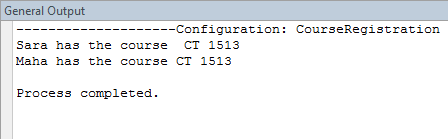 General Output
--------------------Configuration: CourseRegistration
Sara has the course  CT 1513
Maha has the course CT 1513
Process completed.